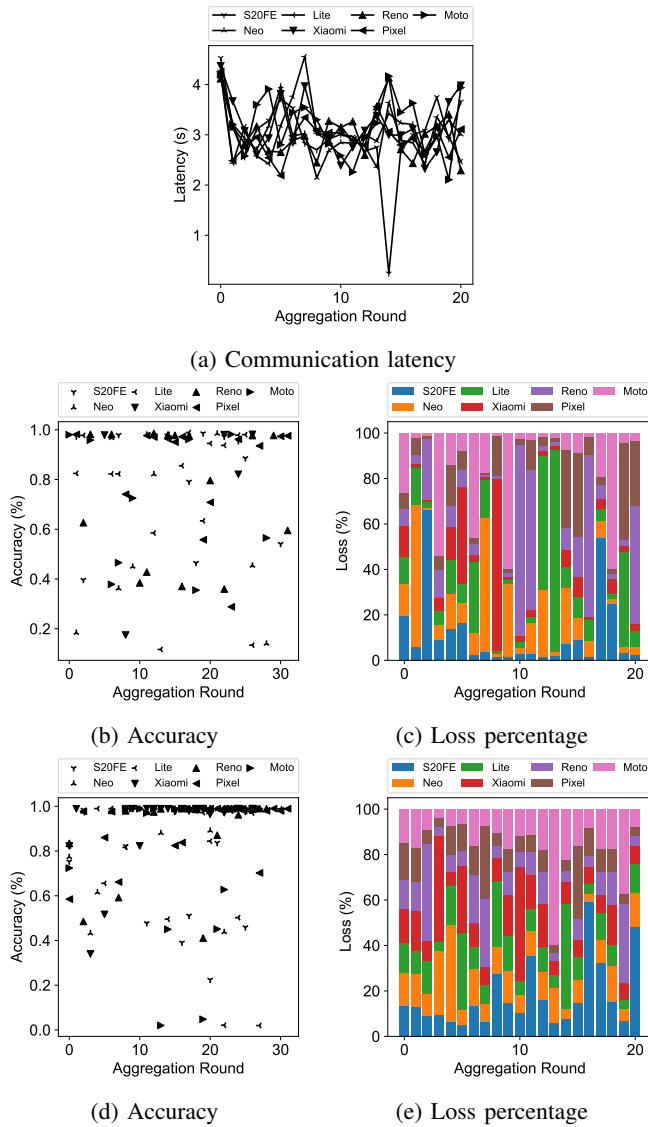 S20FE Lite Reno Moto
Neo Xiaomi Pixel
4
3
2
1
Latency (s)
0 10 20
Aggregation Round
(a) Communication latency
S20FE Lite Reno Moto
Neo Xiaomi Pixel
1.0
0.8
0.6
0.4
0.2
Accuracy (%)
0 10 20 30
Aggregation Round
(b) Accuracy
S20FE Lite Reno Moto
Neo Xiaomi Pixel
100
80
60
40
20
0
Loss (%)
0 10 20
Aggregation Round
(c) Loss percentage
S20FE Lite Reno Moto
Neo Xiaomi Pixel
1.0
0.8
0.6
0.4
0.2
0.0
Accuracy (%)
0 10 20 30
Aggregation Round
(d) Accuracy
S20FE Lite Reno Moto
Neo Xiaomi Pixel
100
80
60
40
20
0
Loss (%)
0 10 20
Aggregation Round
(e) Loss percentage